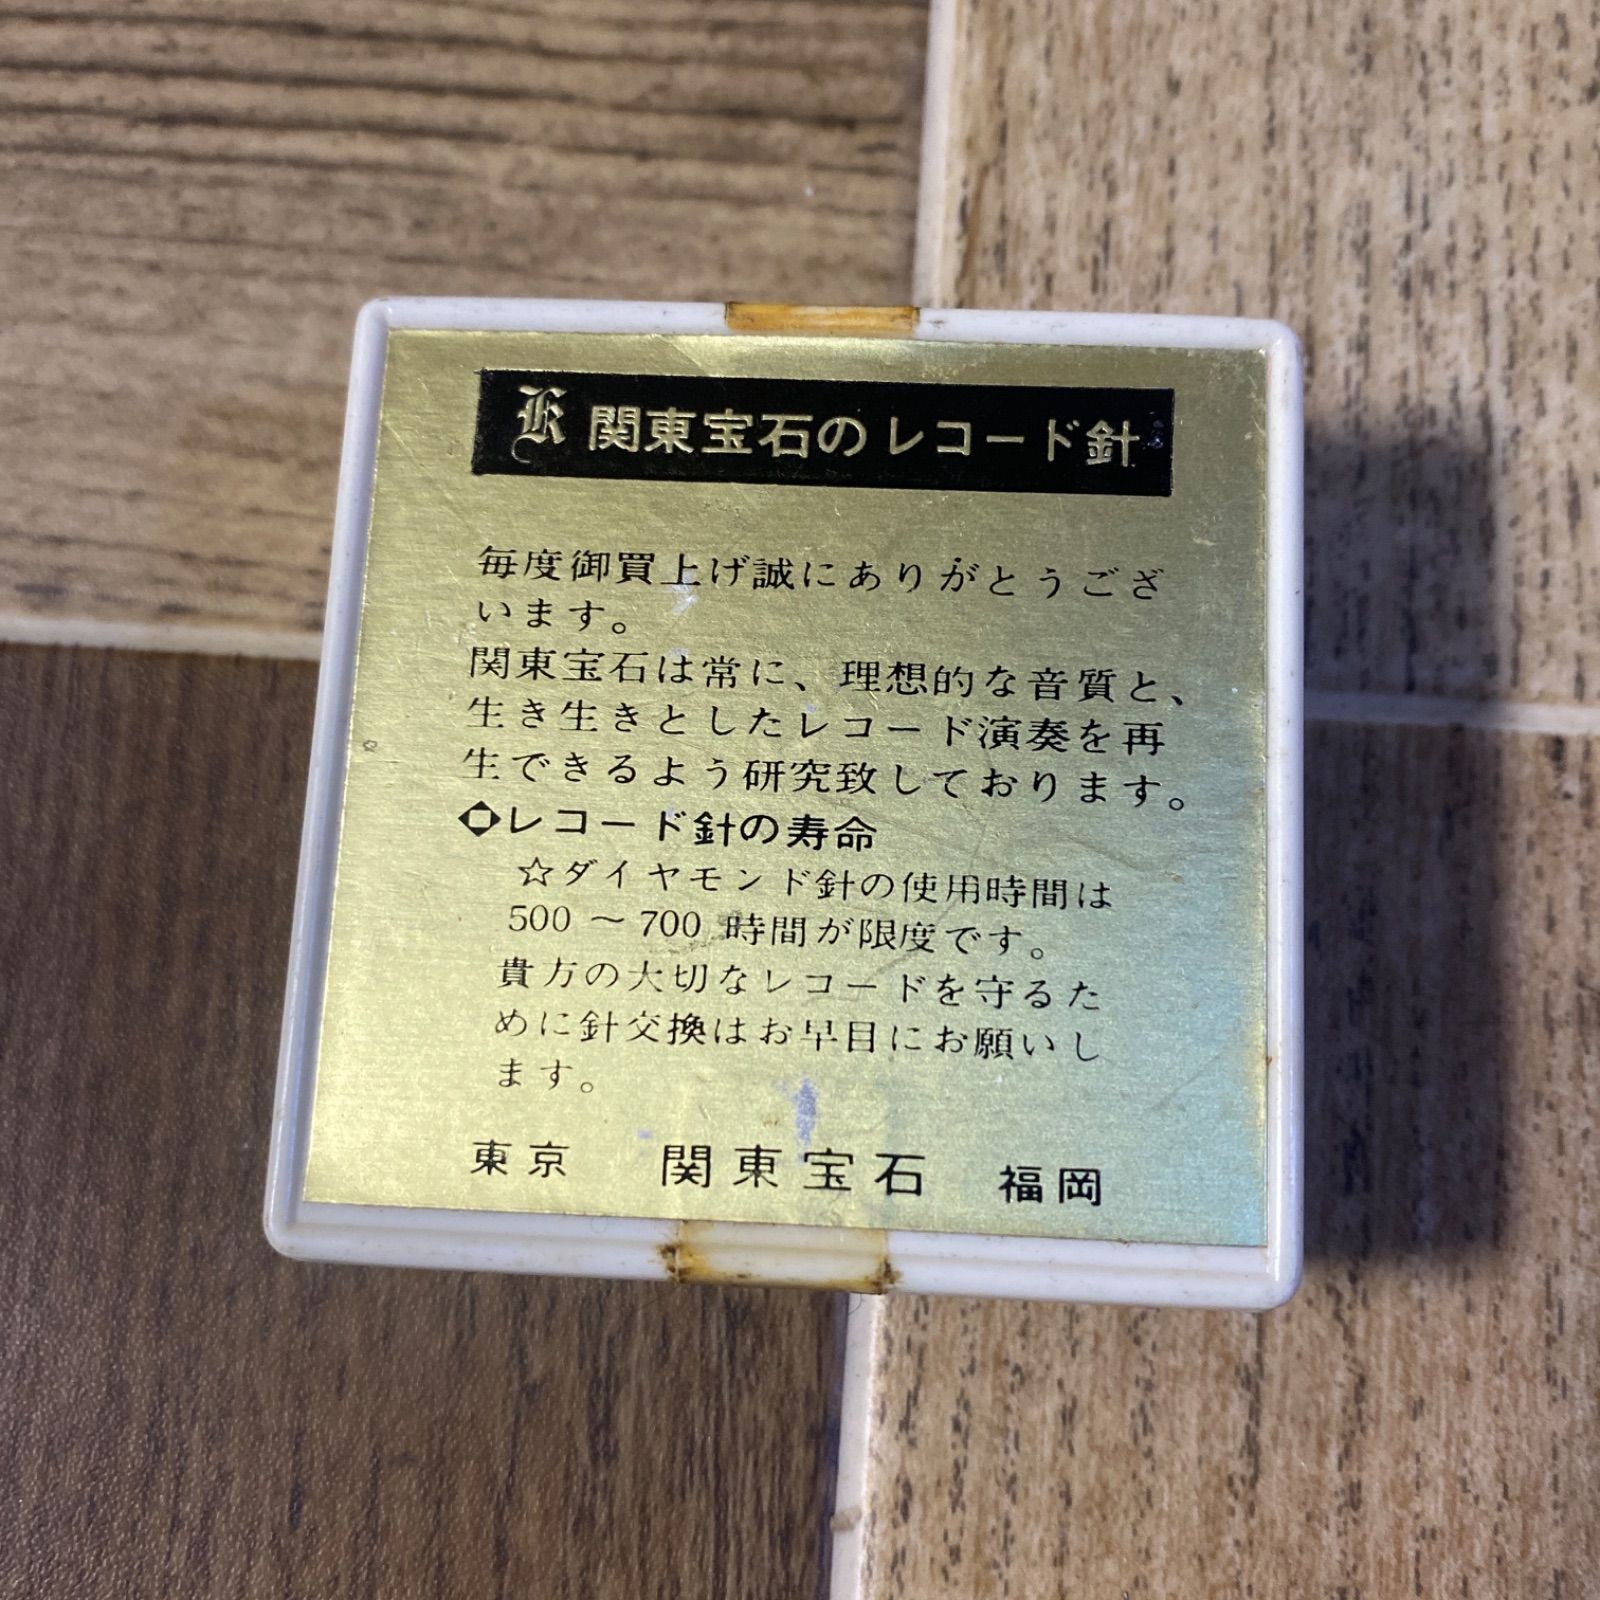 K 関東宝石のレコード針
毎度御買上げ誠にありがとうござ
います。
関東宝石は常に、理想的な音質と、
生き生きとしたレコード演奏を再
生できるよう研究致しております。
レコード針の寿命
☆ダイヤモンド針の使用時間は
500 〜 700 時間が限度です。
貴方の大切なレコードを守るた
めに針交換はお早目にお願いし
ます。
東京 関東宝石 福岡